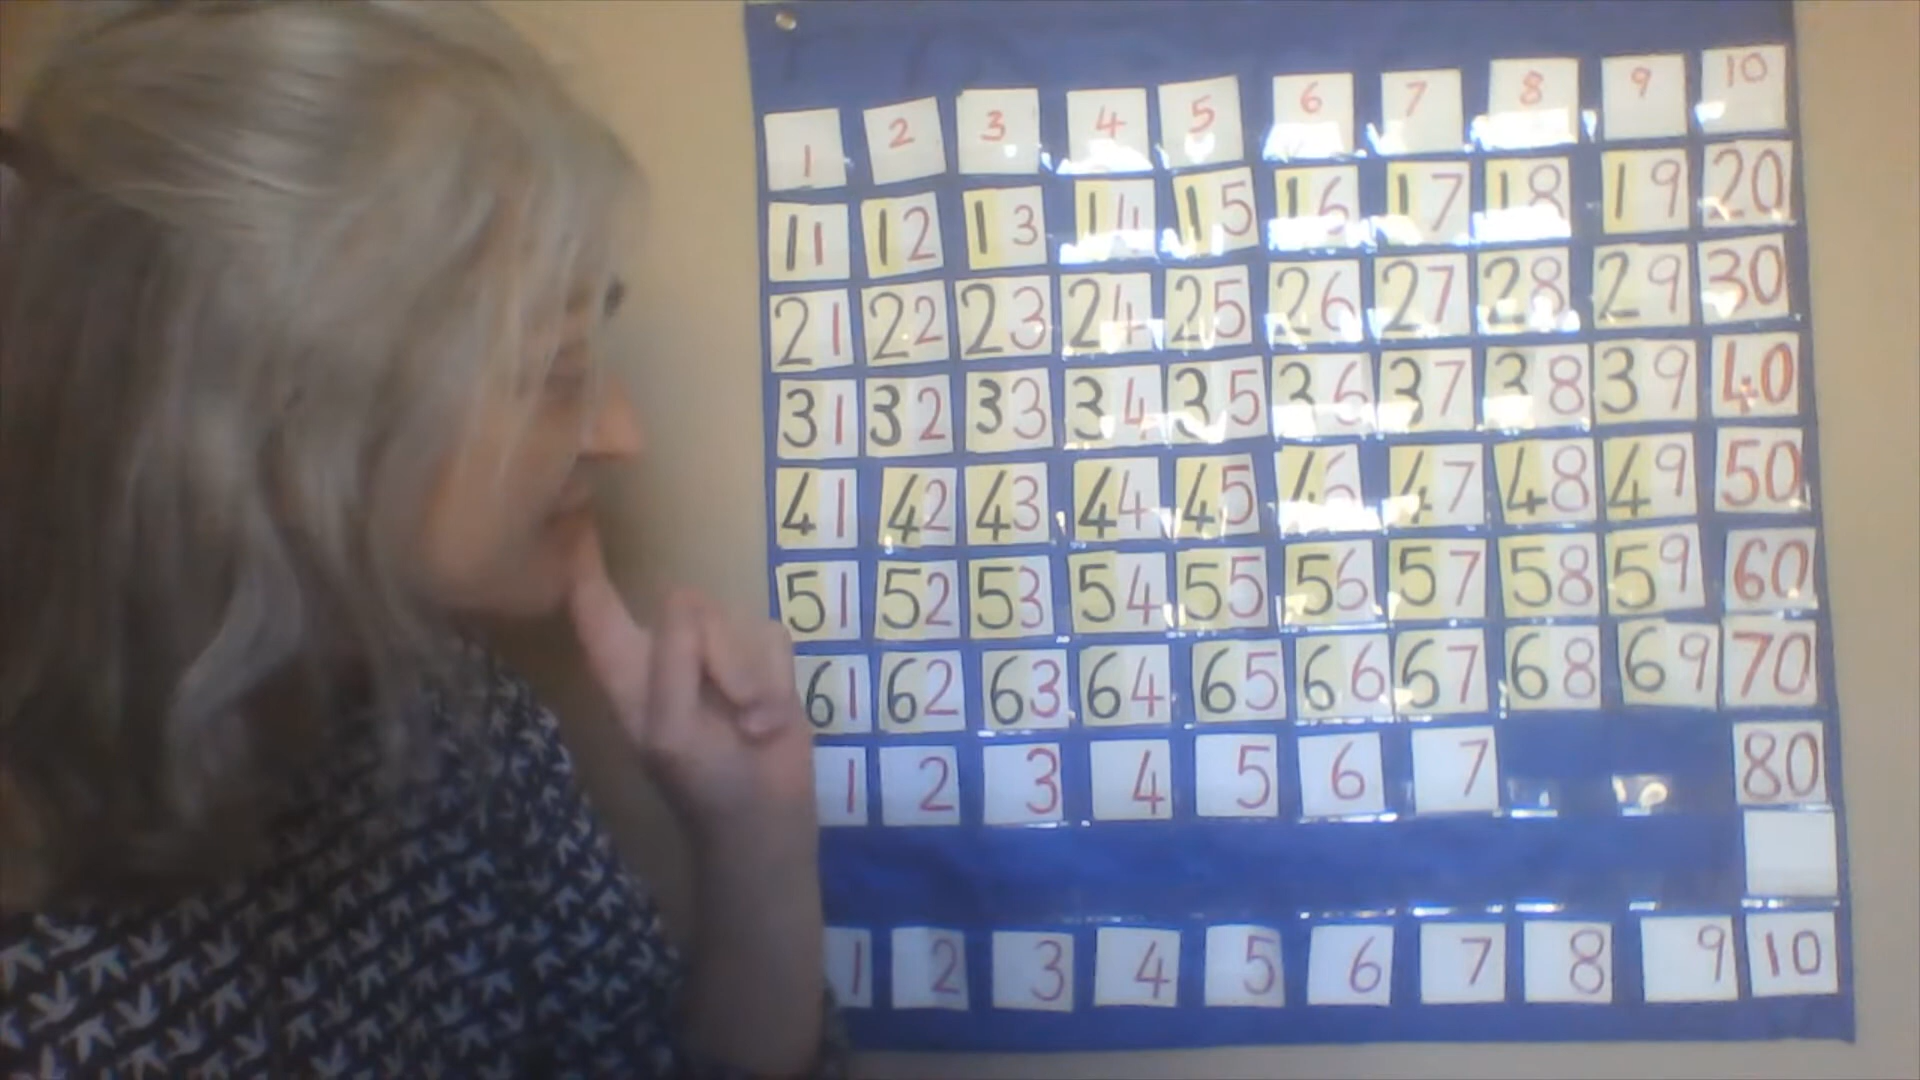 1 2 3 4 5 6 7 8 9 10
11 12 13 14 15 16 17 18 19 20
21 22 23 24 25 26 27 28 29 30
31 32 33 34 35 36 37 38 39 40
41 42 43 44 45 46 47 48 49 50
51 52 53 54 55 56 57 58 59 60
61 62 63 64 65 66 67 68 69 70
1 2 3 4 5 6 7 80
1 2 3 4 5 6 7 8 9 10